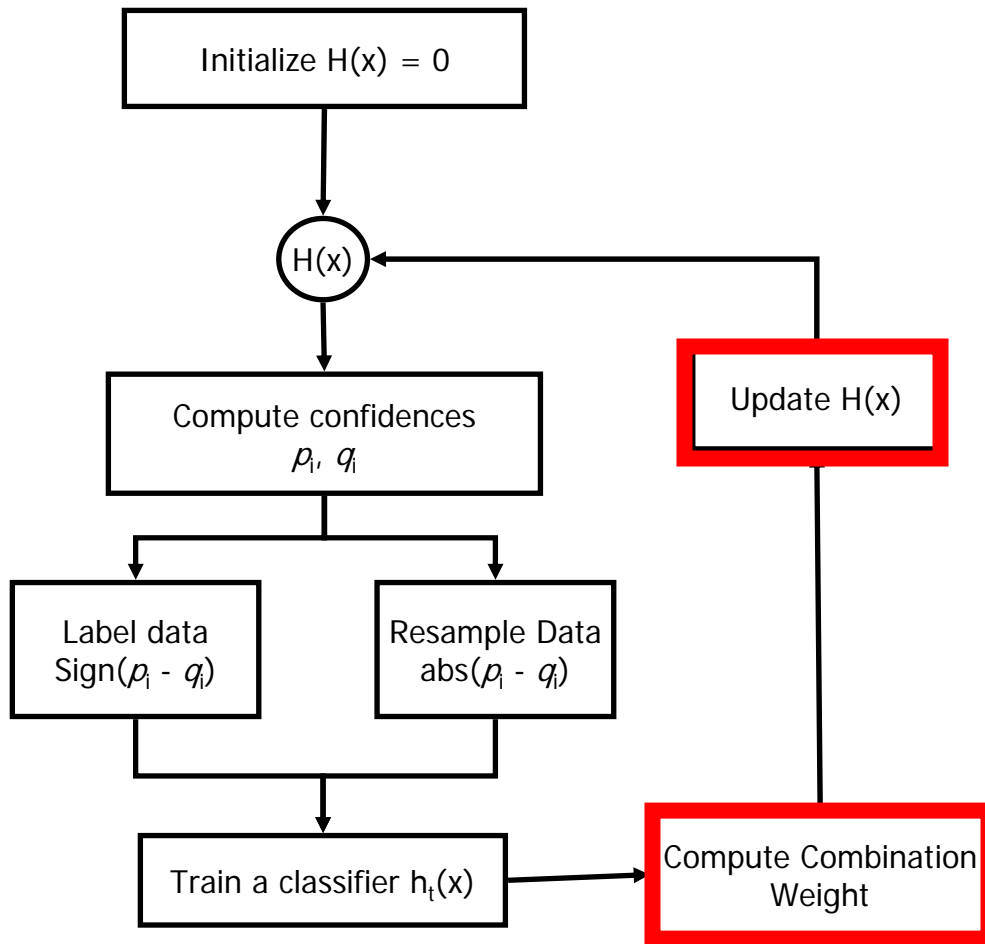 Initialize H(x) = 0
H(x)
Compute confidences
pᵢ, qᵢ
Update H(x)
Label data
Sign(pᵢ - qᵢ)
Resample Data
abs(pᵢ - qᵢ)
Train a classifier hₜ(x)
Compute Combination
Weight